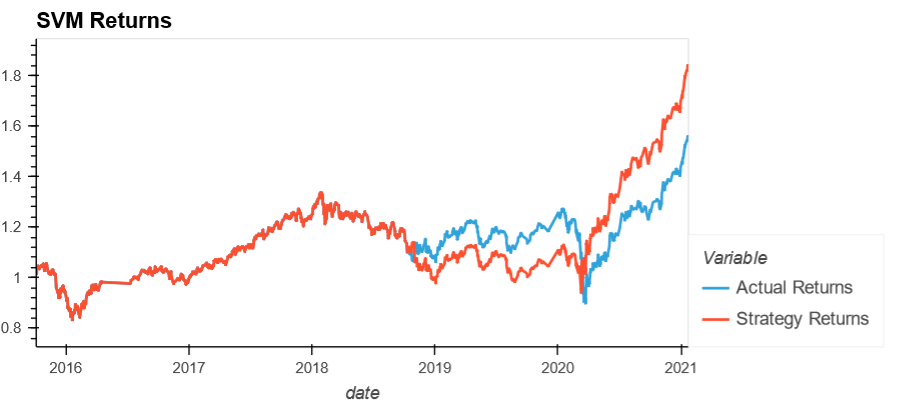 SVM Returns
1.8
1.6
1.4
1.2
1
0.8
2016 2017 2018 2019 2020 2021
date
Variable
Actual Returns
Strategy Returns